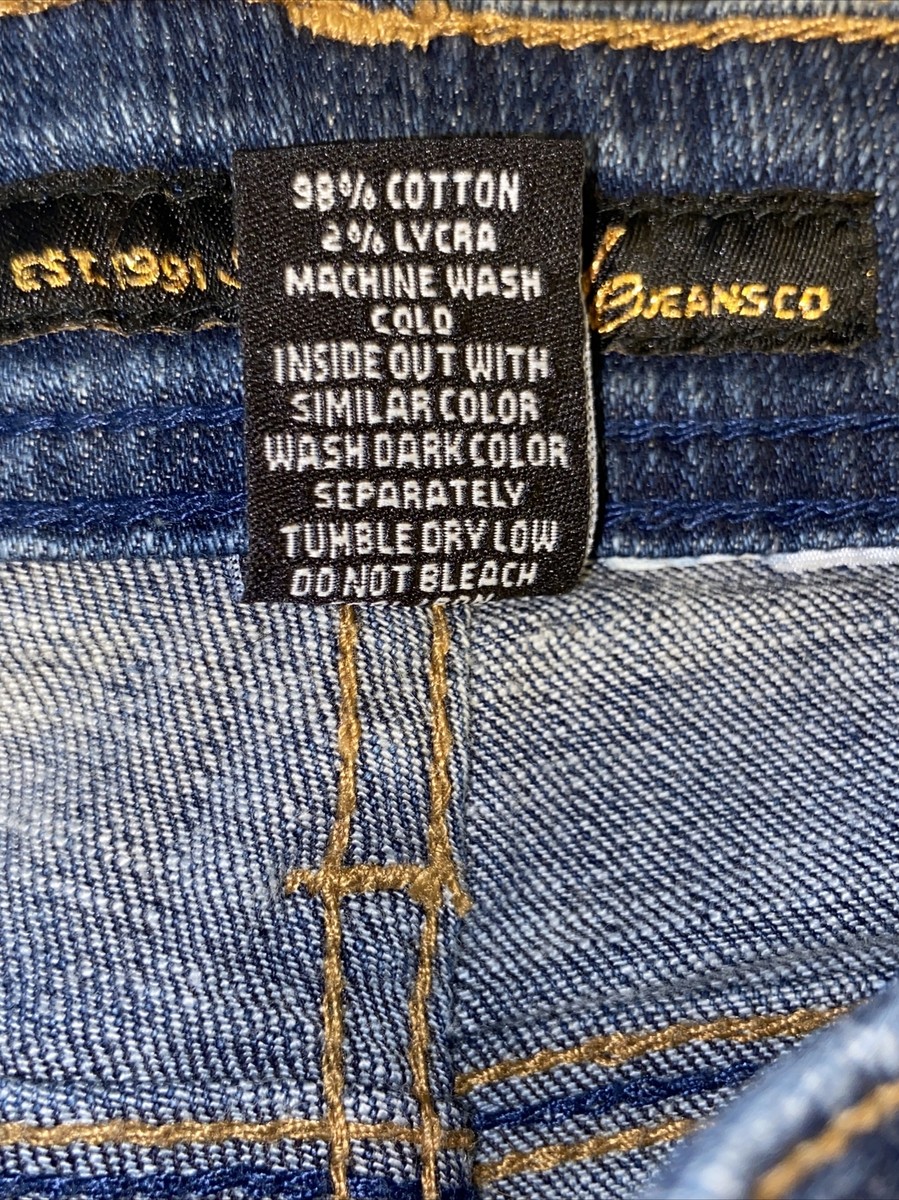 98% COTTON
2% LYCRA
MACHINE WASH
COLD
INSIDE OUT WITH
SIMILAR COLOR
WASH DARK COLOR
SEPARATELY
TUMBLE DRY LOW
DO NOT BLEACH
EST. 1991
JEANS CO